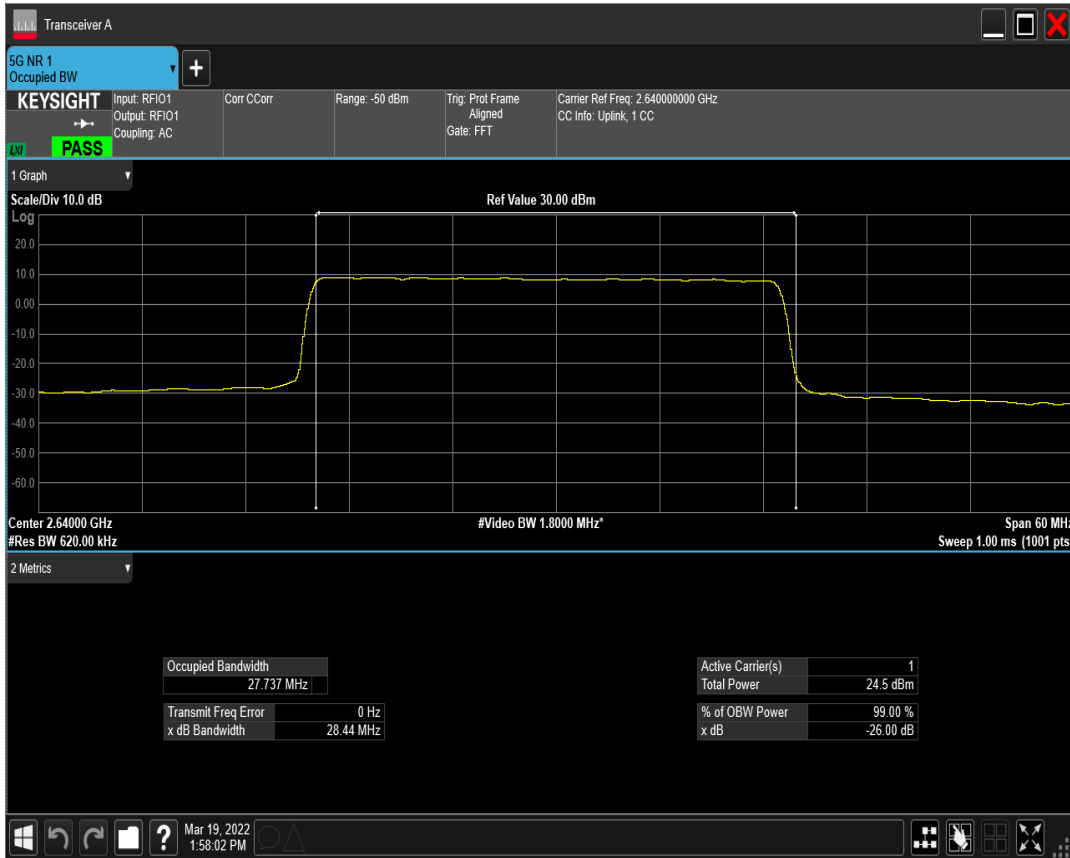 Transceiver A
5G NR 1
Occupied BW
+
KEYSIGHT
LXI
PASS
Input: RFIO1
Output: RFIO1
Coupling: AC
Corr CCorr
Range: -50 dBm
Trig: Prot Frame
Aligned
Gate: FFT
Carrier Ref Freq: 2.640000000 GHz
CC Info: Uplink, 1 CC
1 Graph
Scale/Div 10.0 dB
Ref Value 30.00 dBm
Log
20.0
10.0
0.00
-10.0
-20.0
-30.0
-40.0
-50.0
-60.0
Center 2.64000 GHz
#Video BW 1.8000 MHz*
Span 60 MHz
#Res BW 620.00 kHz
Sweep 1.00 ms (1001 pts
2 Metrics
Occupied Bandwidth
27.737 MHz
Transmit Freq Error 0 Hz
x dB Bandwidth 28.44 MHz
Active Carrier(s) 1
Total Power 24.5 dBm
% of OBW Power 99.00 %
x dB -26.00 dB
?
Mar 19, 2022
1:58:02 PM